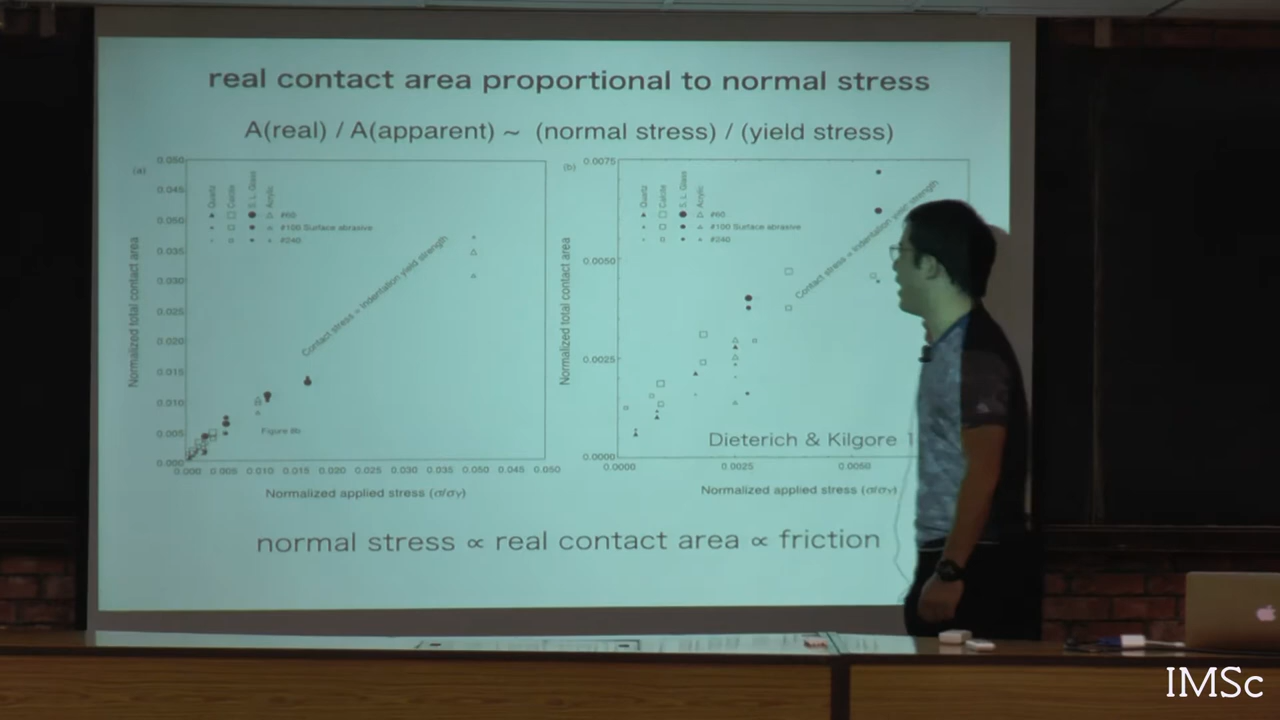 real contact area proportional to normal stress
A(real) / A(apparent) ~ (normal stress) / (yield stress)
(a)
0.050
0.045
0.050
0.035
0.030
0.020
0.020
0.015
0.010
0.005
0.000
Normalized total contact area
Quartz
Calcite
S. L. Glass
Acrylic
#60
#100 Surface abrasive
#240
Contact stress = Indentation yield strength
Figure 8b
0.000 0.005 0.010 0.015 0.020 0.025 0.030 0.035 0.050 0.045 0.050
Normalized applied stress (σ/σY)
(b)
0.0075
0.0050
0.0025
0.0000
Normalized total contact area
Quartz
Calcite
S. L. Glass
Acrylic
#60
#100 Surface abrasive
#240
Contact stress = Indentation yield strength
Dieterich & Kilgore 1
0.0000 0.0025 0.0050
Normalized applied stress (σ/σY)
normal stress ∝ real contact area ∝ friction
IMSc